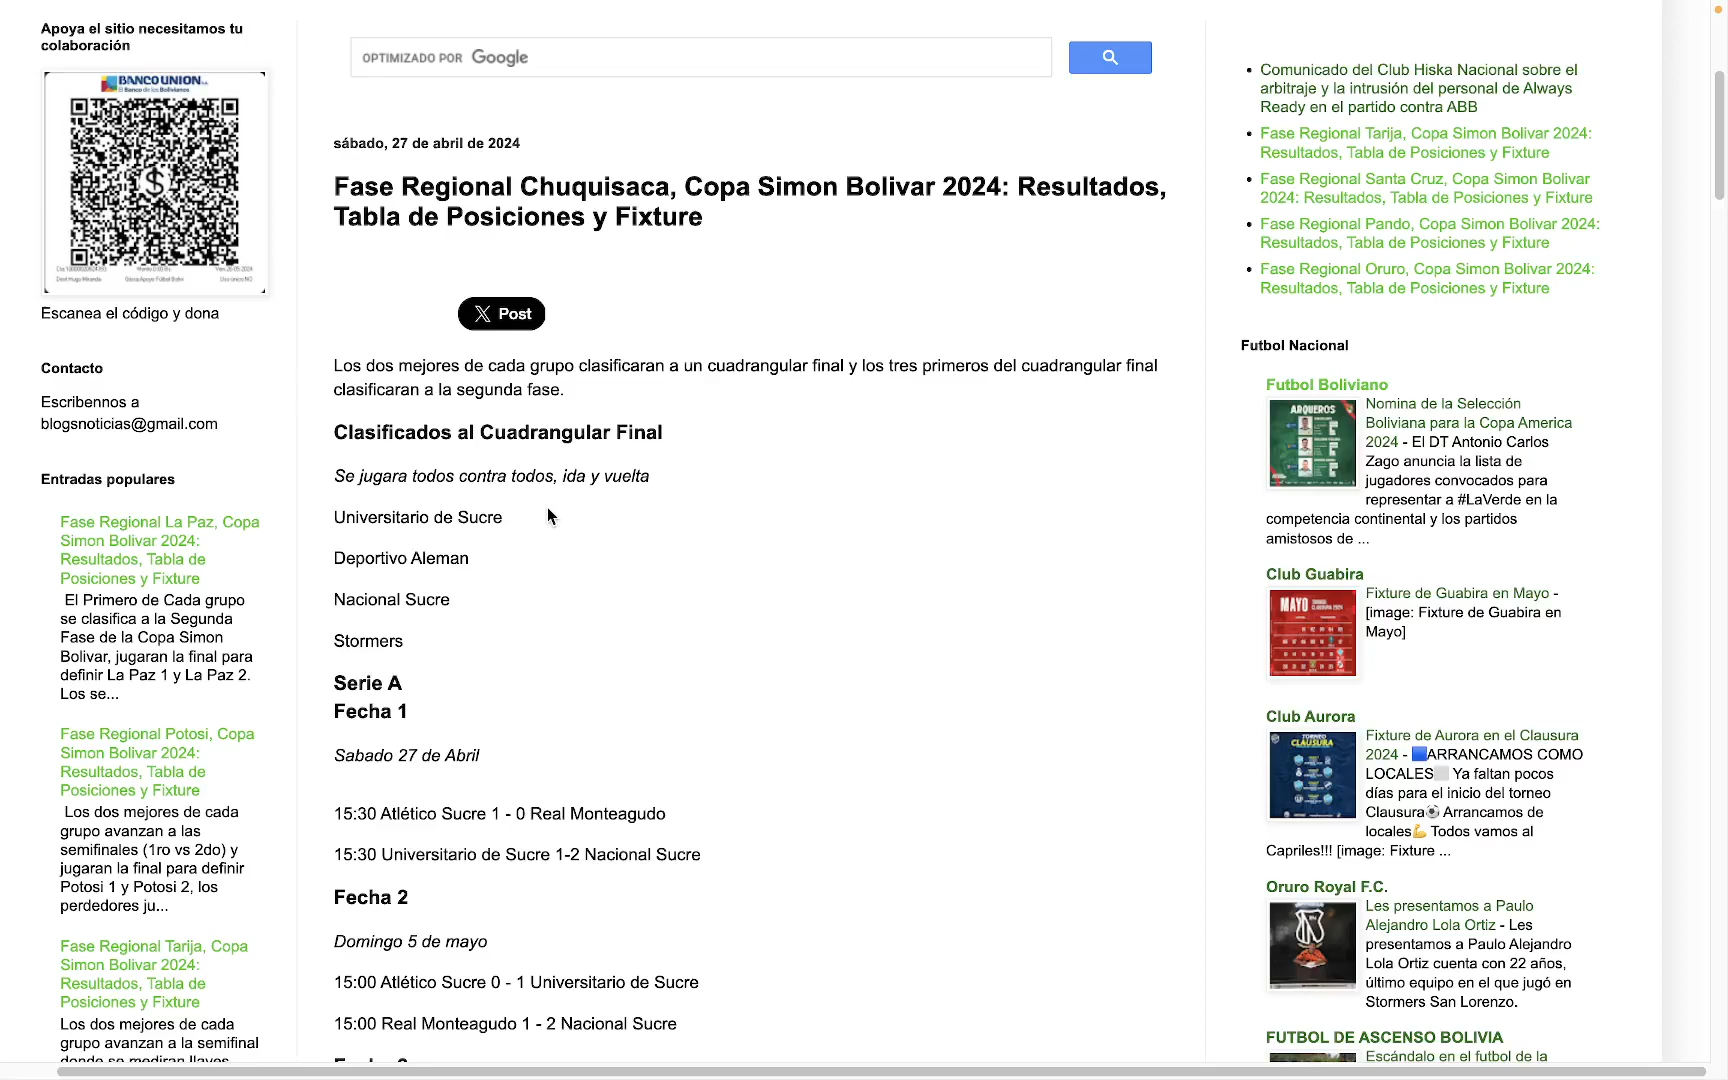 Apoya el sitio necesitamos tu
colaboración
BANCO UNION S.A.
El Banco de los Bolivianos
$
Escanea el código y dona
Contacto
Escribennos a
blogsnoticias@gmail.com
Entradas populares
Fase Regional La Paz, Copa
Simon Bolivar 2024:
Resultados, Tabla de
Posiciones y Fixture
El Primero de Cada grupo
se clasifica a la Segunda
Fase de la Copa Simon
Bolivar, jugaran la final para
definir La Paz 1 y La Paz 2.
Los se...
Fase Regional Potosi, Copa
Simon Bolivar 2024:
Resultados, Tabla de
Posiciones y Fixture
Los dos mejores de cada
grupo avanzan a las
semifinales (1ro vs 2do) y
jugaran la final para definir
Potosi 1 y Potosi 2, los
perdedores ju...
Fase Regional Tarija, Copa
Simon Bolivar 2024:
Resultados, Tabla de
Posiciones y Fixture
Los dos mejores de cada
grupo avanzan a la semifinal
donde se mediran llaves
OPTIMIZADO POR Google
sábado, 27 de abril de 2024
Fase Regional Chuquisaca, Copa Simon Bolivar 2024: Resultados,
Tabla de Posiciones y Fixture
X Post
Los dos mejores de cada grupo clasificaran a un cuadrangular final y los tres primeros del cuadrangular final
clasificaran a la segunda fase.
Clasificados al Cuadrangular Final
Se jugara todos contra todos, ida y vuelta
Universitario de Sucre
Deportivo Aleman
Nacional Sucre
Stormers
Serie A
Fecha 1
Sabado 27 de Abril
15:30 Atlético Sucre 1 - 0 Real Monteagudo
15:30 Universitario de Sucre 1-2 Nacional Sucre
Fecha 2
Domingo 5 de mayo
15:00 Atlético Sucre 0 - 1 Universitario de Sucre
15:00 Real Monteagudo 1 - 2 Nacional Sucre
Comunicado del Club Hiska Nacional sobre el
arbitraje y la intrusión del personal de Always
Ready en el partido contra ABB
Fase Regional Tarija, Copa Simon Bolivar 2024:
Resultados, Tabla de Posiciones y Fixture
Fase Regional Santa Cruz, Copa Simon Bolivar
2024: Resultados, Tabla de Posiciones y Fixture
Fase Regional Pando, Copa Simon Bolivar 2024:
Resultados, Tabla de Posiciones y Fixture
Fase Regional Oruro, Copa Simon Bolivar 2024:
Resultados, Tabla de Posiciones y Fixture
Futbol Nacional
Futbol Boliviano
ARQUEROS
Nomina de la Selección
Boliviana para la Copa America
2024 - El DT Antonio Carlos
Zago anuncia la lista de
jugadores convocados para
representar a #LaVerde en la
competencia continental y los partidos
amistosos de ...
Club Guabira
MAYO
Fixture de Guabira en Mayo -
[image: Fixture de Guabira en
Mayo]
Club Aurora
TORNEO
CLAUSURA
Fixture de Aurora en el Clausura
2024 - 🟦ARRANCAMOS COMO
LOCALES⬜ Ya faltan pocos
días para el inicio del torneo
Clausura⚽ Arrancamos de
locales💪 Todos vamos al
Capriles!!! [image: Fixture ...
Oruro Royal F.C.
Les presentamos a Paulo
Alejandro Lola Ortiz - Les
presentamos a Paulo Alejandro
Lola Ortiz cuenta con 22 años,
último equipo en el que jugó en
Stormers San Lorenzo.
FUTBOL DE ASCENSO BOLIVIA
Escándalo en el futbol de la